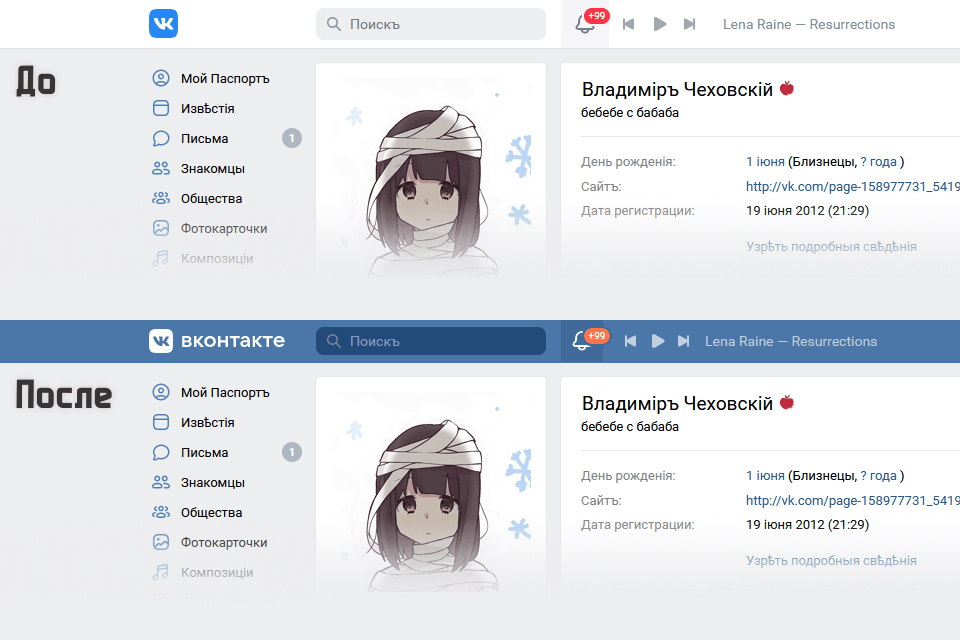 Поискъ
+99
Lena Raine — Resurrections
До
Мой Паспортъ
Извѣстія
Письма
1
Знакомцы
Общества
Фотокарточки
Композиціи
Владиміръ Чеховскій
бебебе с бабаба
День рожденія:
1 іюня (Близнецы, ? года )
Сайтъ:
http://vk.com/page-158977731_5419
Дата регистрации:
19 іюня 2012 (21:29)
Узрѣть подробныя свѣдѣнія
вконтакте
Поискъ
+99
Lena Raine — Resurrections
После
Мой Паспортъ
Извѣстія
Письма
1
Знакомцы
Общества
Фотокарточки
Композиціи
Владиміръ Чеховскій
бебебе с бабаба
День рожденія:
1 іюня (Близнецы, ? года )
Сайтъ:
http://vk.com/page-158977731_5419
Дата регистрации:
19 іюня 2012 (21:29)
Узрѣть подробныя свѣдѣнія